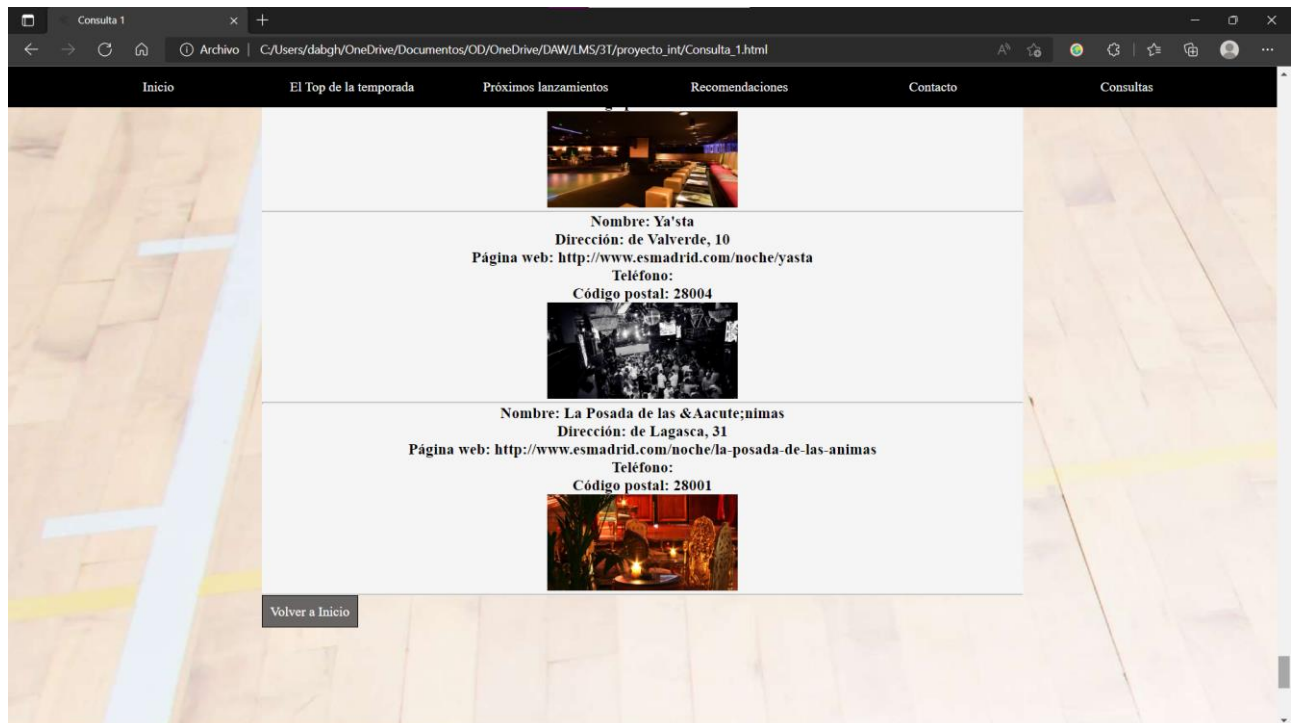 Consulta 1
Archivo
C:/Users/dabgh/OneDrive/Documentos/OD/OneDrive/DAW/LMS/3T/proyecto_int/Consulta_1.html
Inicio El Top de la temporada Próximos lanzamientos Recomendaciones Contacto Consultas
Nombre: Ya'sta
Dirección: de Valverde, 10
Página web: http://www.esmadrid.com/noche/yasta
Teléfono:
Código postal: 28004
Nombre: La Posada de las &Aacute;nimas
Dirección: de Lagasca, 31
Página web: http://www.esmadrid.com/noche/la-posada-de-las-animas
Teléfono:
Código postal: 28001
Volver a Inicio